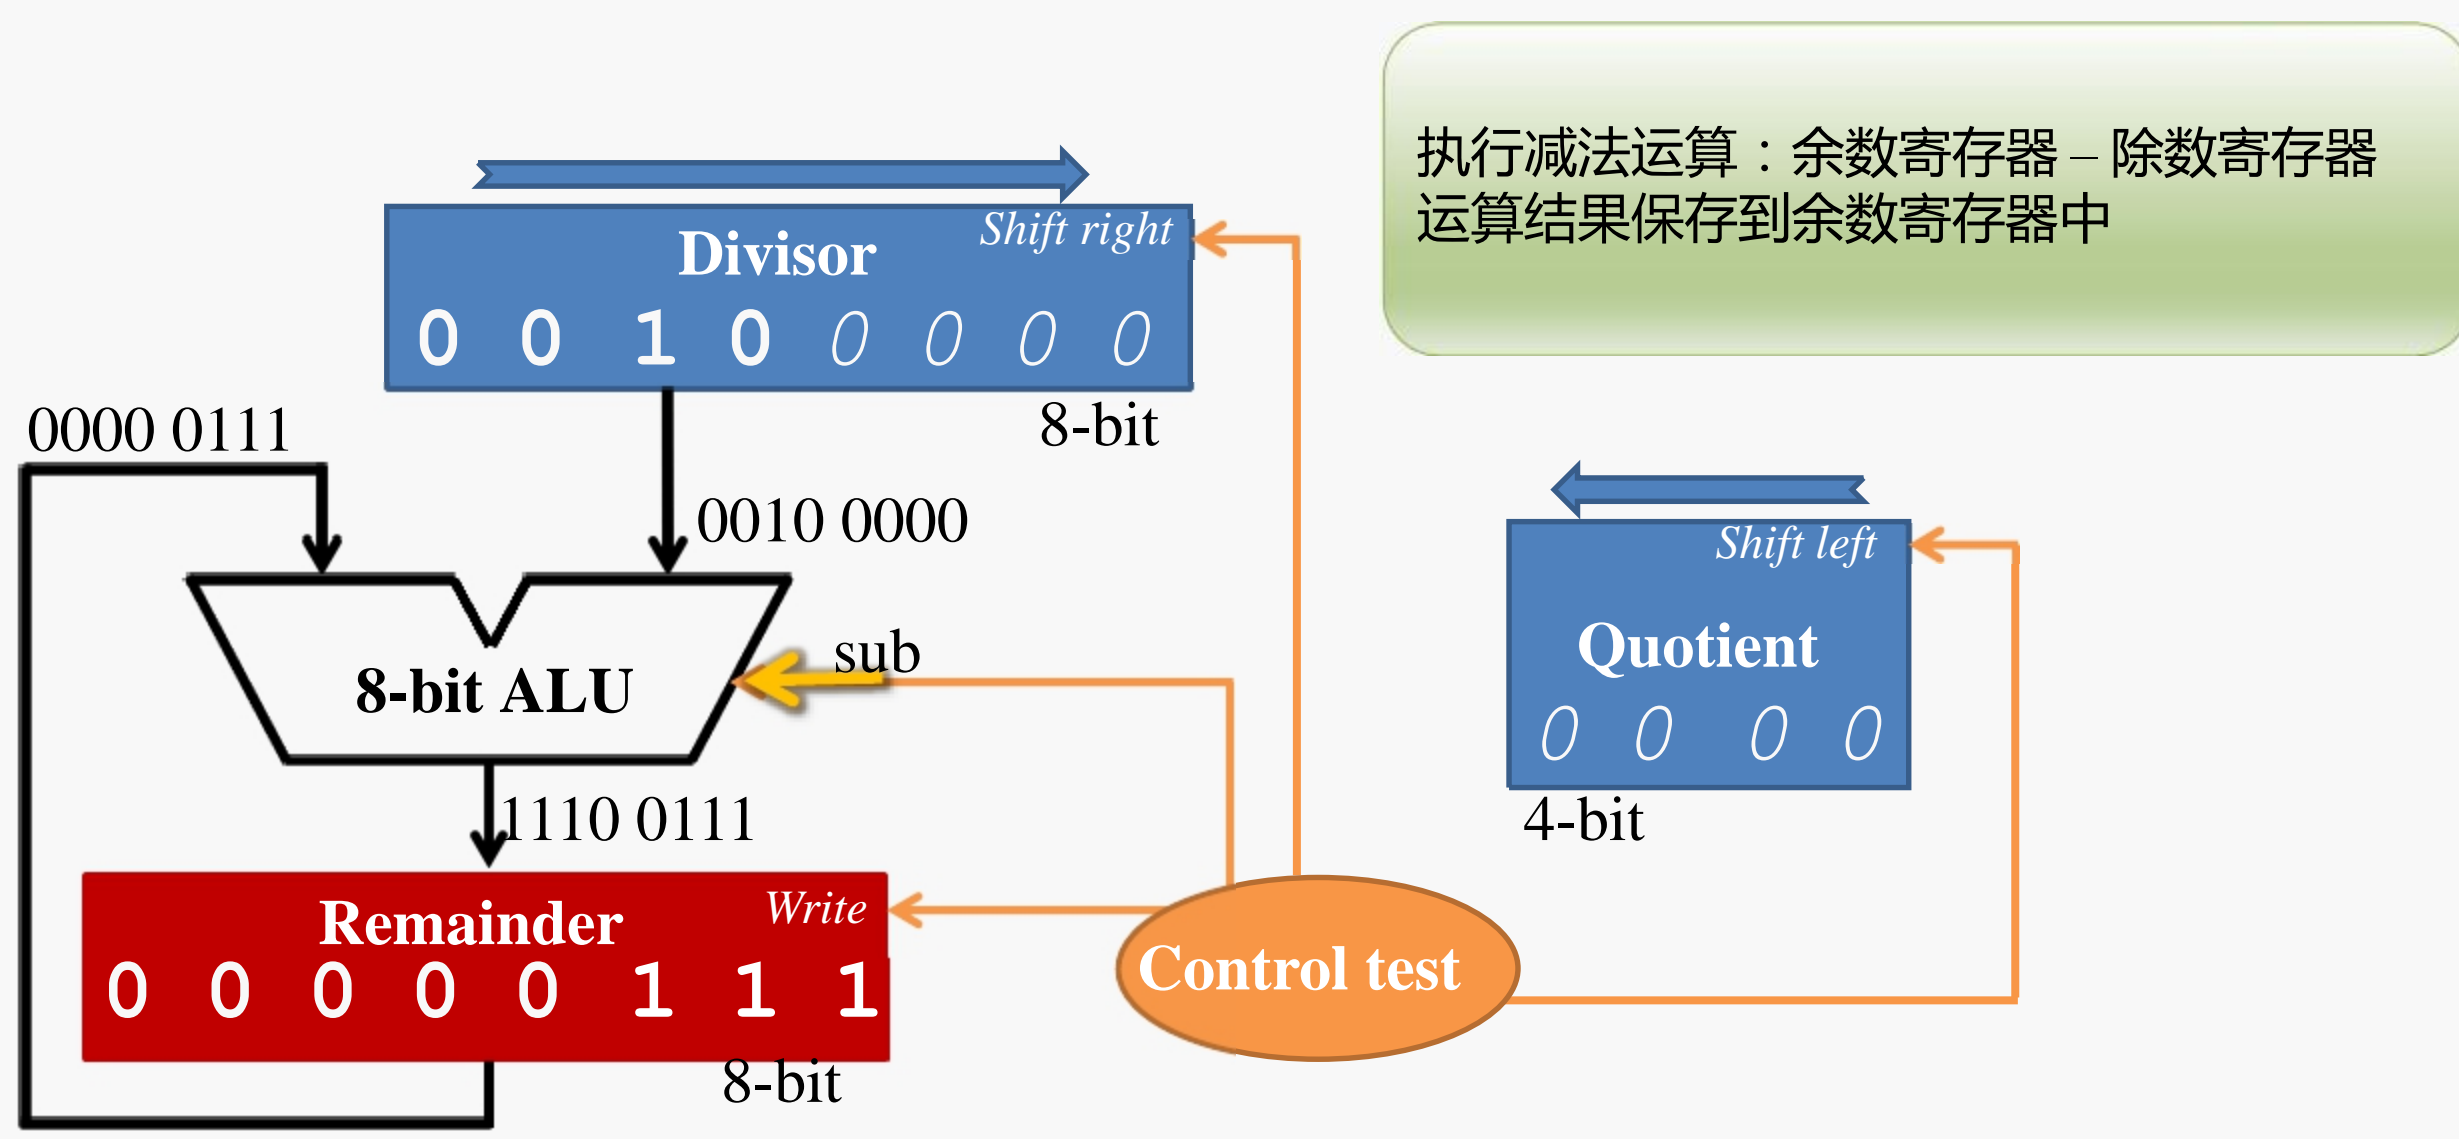 执行减法运算：余数寄存器 – 除数寄存器
运算结果保存到余数寄存器中
Shift right
Divisor
0 0 1 0 0 0 0 0
8-bit
0000 0111
0010 0000
Shift left
Quotient
0 0 0 0
4-bit
sub
8-bit ALU
1110 0111
Write
Remainder
0 0 0 0 0 1 1 1
8-bit
Control test